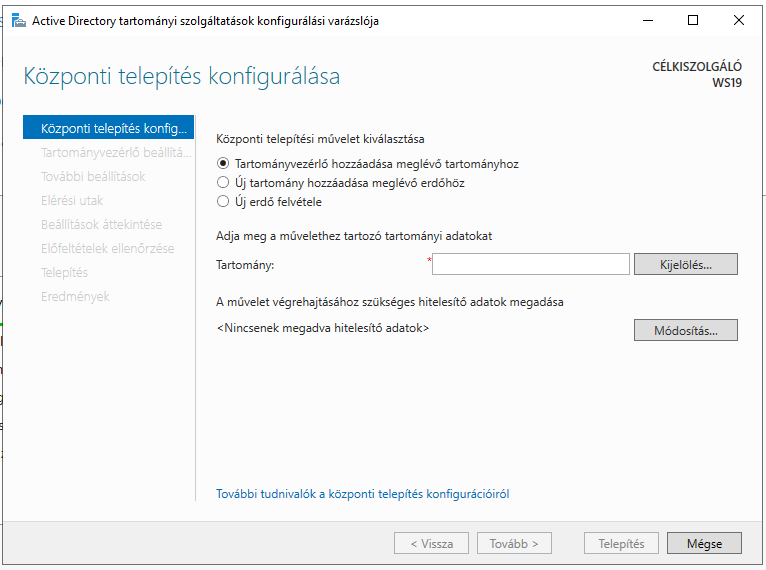 Active Directory tartományi szolgáltatások konfigurálási varázslója
Központi telepítés konfigurálása
CÉLKISZOLGÁLÓ
WS19
Központi telepítés konfig...
Tartományvezérlő beállítá...
További beállítások
Elérési utak
Beállítások áttekintése
Előfeltételek ellenőrzése
Telepítés
Eredmények
Központi telepítési művelet kiválasztása
Tartományvezérlő hozzáadása meglévő tartományhoz
Új tartomány hozzáadása meglévő erdőhöz
Új erdő felvétele
Adja meg a művelethez tartozó tartományi adatokat
Tartomány: * Kijelölés...
A művelet végrehajtásához szükséges hitelesítő adatok megadása
<Nincsenek megadva hitelesítő adatok> Módosítás...
További tudnivalók a központi telepítés konfigurációiról
< Vissza Tovább > Telepítés Mégse